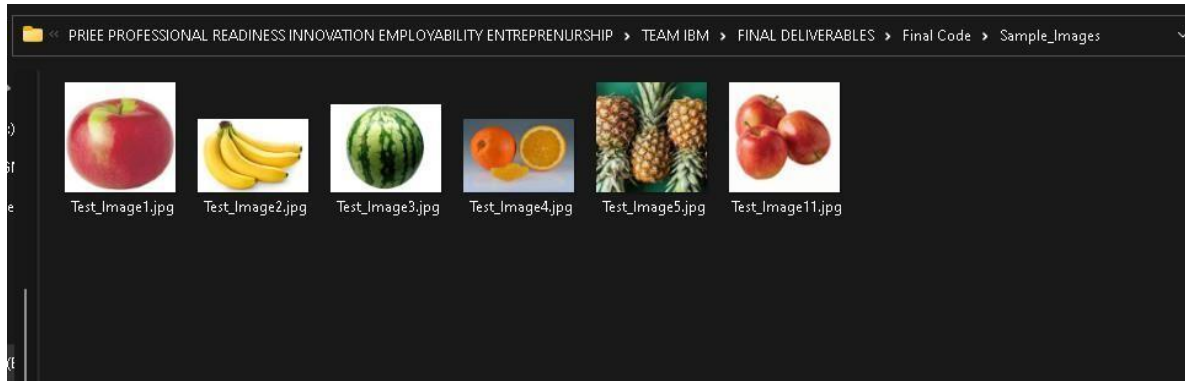 « PRIEE PROFESSIONAL READINESS INNOVATION EMPLOYABILITY ENTREPRENURSHIP > TEAM IBM > FINAL DELIVERABLES > Final Code > Sample_Images
Test_Image1.jpg Test_Image2.jpg Test_Image3.jpg Test_Image4.jpg Test_Image5.jpg Test_Image11.jpg